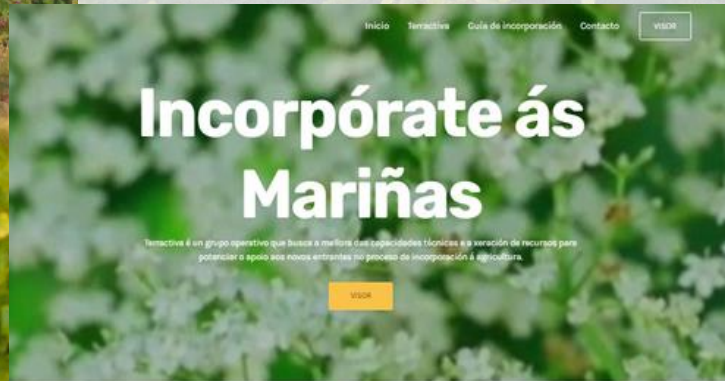 Inicio Terractiva Guía de incorporación Contacto VISOR
Incorpórate ás
Mariñas
Terractiva é un grupo operativo que busca a mellora das capacidades técnicas e a xeración de recursos para
potenciar o apoio aos novos entrantes no proceso de incorporación á agricultura.
VISOR